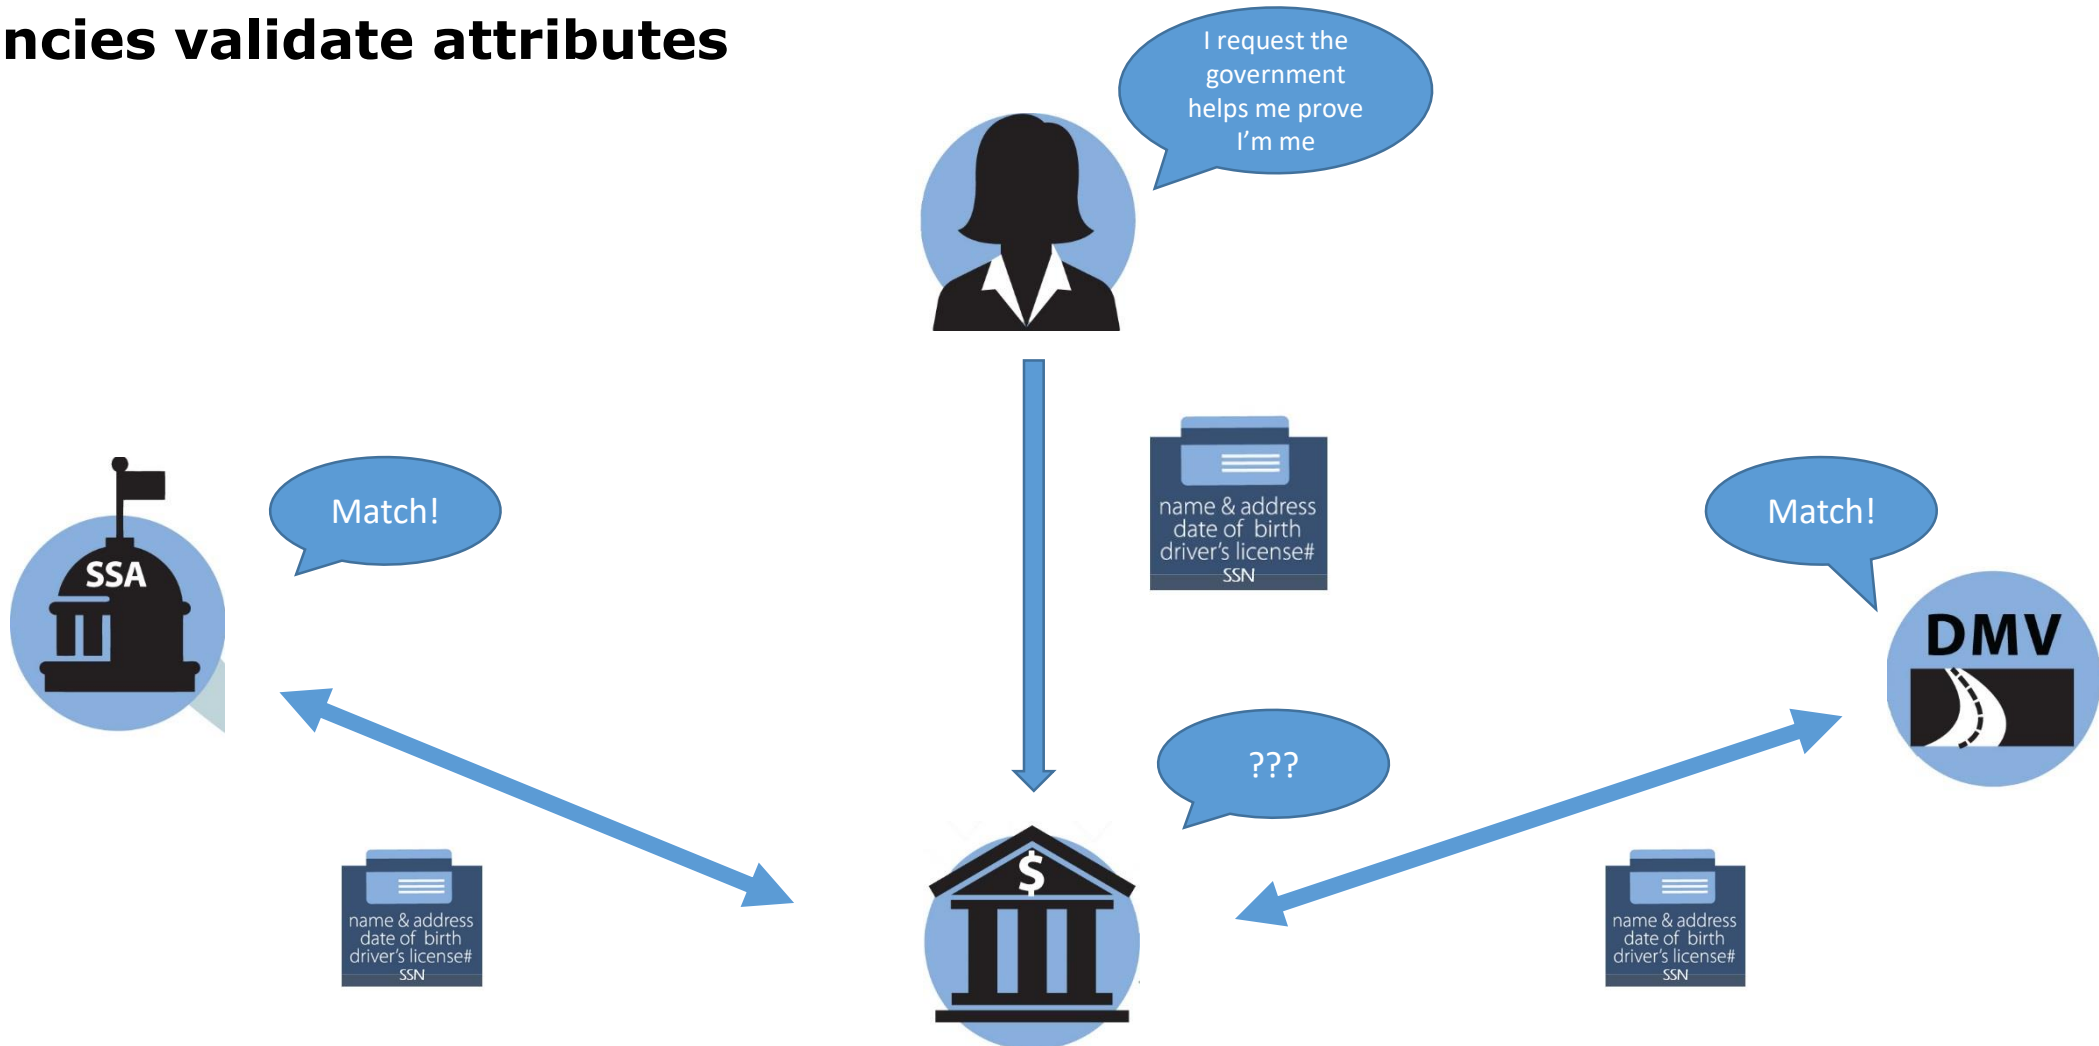 ncies validate attributes
I request the
government
helps me prove
I'm me
name & address
date of birth
driver's license#
SSN
Match!
SSA
Match!
DMV
???
$
name & address
date of birth
driver's license#
SSN
name & address
date of birth
driver's license#
SSN